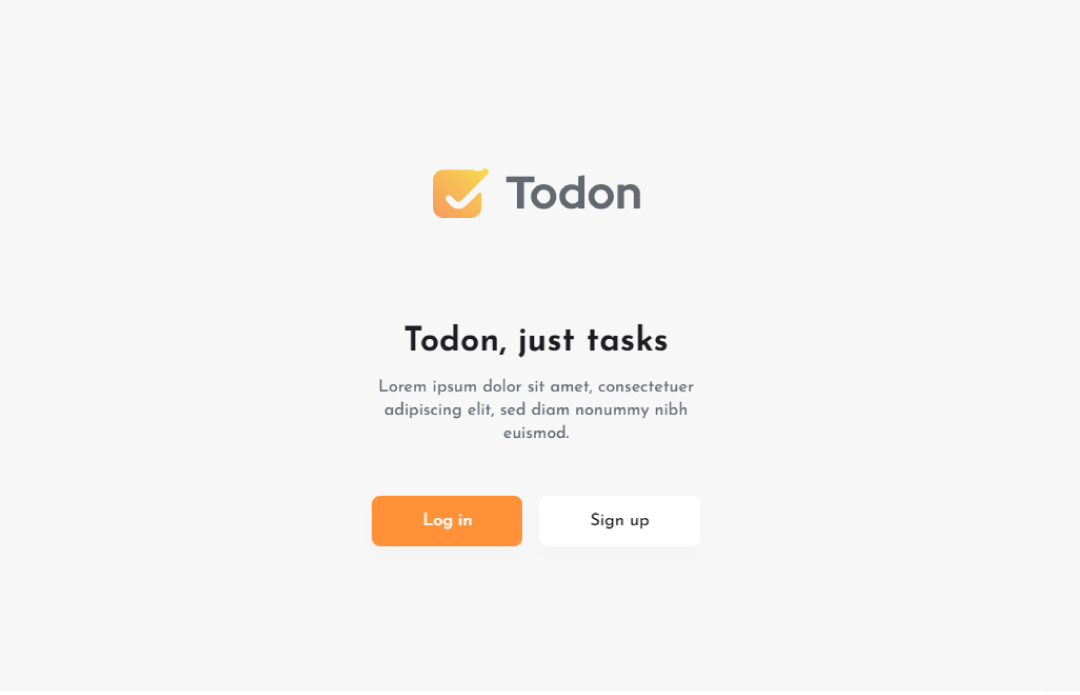 Todon
Todon, just tasks
Lorem ipsum dolor sit amet, consectetuer
adipiscing elit, sed diam nonummy nibh
euismod.
Log in
Sign up